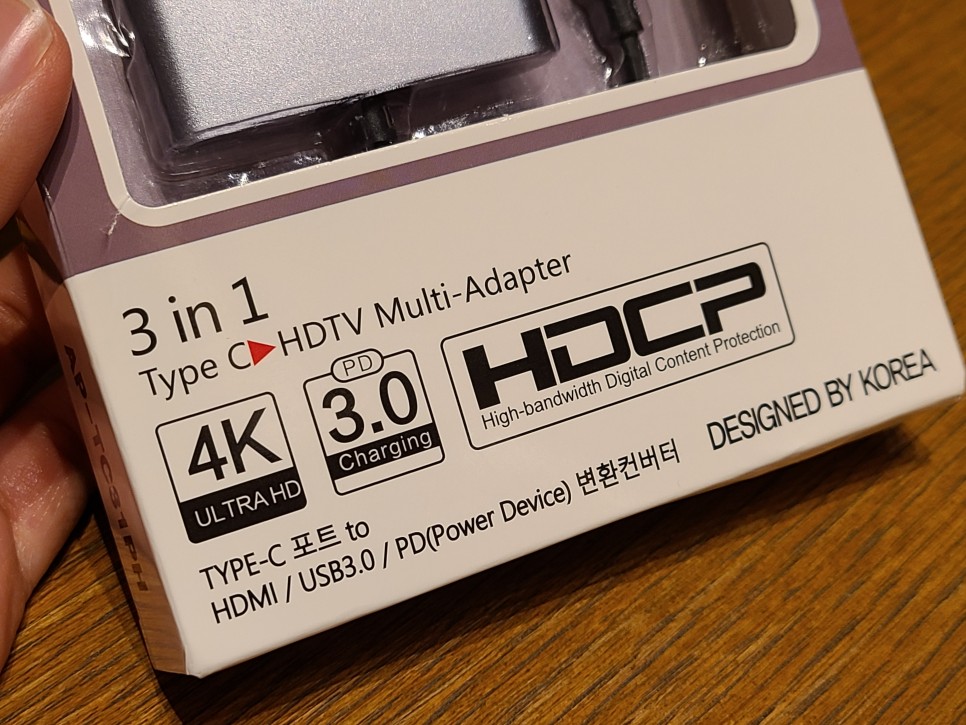 3 in 1
Type C▶HDTV Multi-Adapter
4K
ULTRA HD
PD
3.0
Charging
HDCP
High-bandwidth Digital Content Protection
DESIGNED BY KOREA
TYPE-C 포트 to
HDMI / USB3.0 / PD(Power Device) 변환컨버터
AP-TC31PH